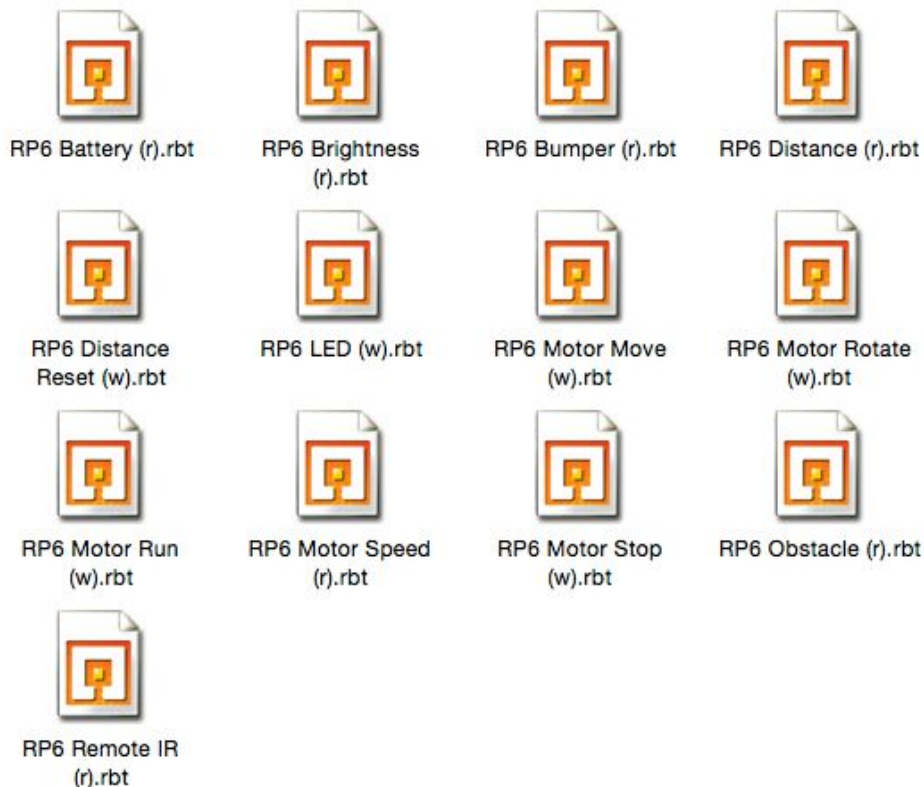 RP6 Battery (r).rbt
RP6 Brightness
(r).rbt
RP6 Bumper (r).rbt
RP6 Distance (r).rbt
RP6 Distance
Reset (w).rbt
RP6 LED (w).rbt
RP6 Motor Move
(w).rbt
RP6 Motor Rotate
(w).rbt
RP6 Motor Run
(w).rbt
RP6 Motor Speed
(r).rbt
RP6 Motor Stop
(w).rbt
RP6 Obstacle (r).rbt
RP6 Remote IR
(r).rbt